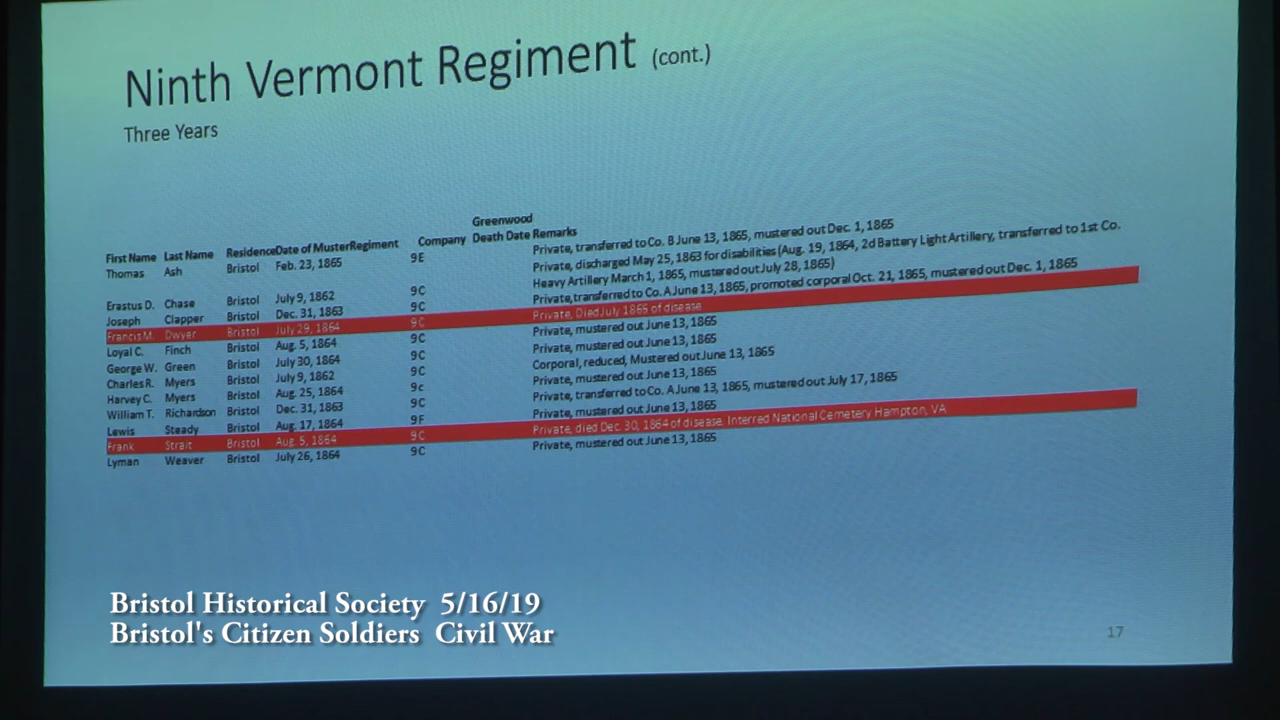 Ninth Vermont Regiment (cont.)
Three Years
Greenwood
First Name Last Name Residence Date of Muster Regiment Company Death Date Remarks
Thomas Ash Bristol Feb. 23, 1865 9E Private, transferred to Co. B June 13, 1865, mustered out Dec. 1, 1865
Private, discharged May 25, 1863 for disabilities (Aug. 19, 1864, 2d Battery Light Artillery, transferred to 1st Co.
Erastus D. Chase Bristol July 9, 1862 9C Heavy Artillery March 1, 1865, mustered out July 28, 1865)
Joseph Clapper Bristol Dec. 31, 1863 9C Private, transferred to Co. A June 13, 1865, promoted corporal Oct. 21, 1865, mustered out Dec. 1, 1865
Francis M. Dwyer Bristol July 29, 1864 9C Private, Died July 1865 of disease
Loyal C. Finch Bristol Aug. 5, 1864 9C Private, mustered out June 13, 1865
George W. Green Bristol July 30, 1864 9C Private, mustered out June 13, 1865
Charles R. Myers Bristol July 9, 1862 9C Corporal, reduced, Mustered out June 13, 1865
Harvey C. Myers Bristol Aug. 25, 1864 9c Private, mustered out June 13, 1865
William T. Richardson Bristol Dec. 31, 1863 9C Private, transferred to Co. A June 13, 1865, mustered out July 17, 1865
Lewis Steady Bristol Aug. 17, 1864 9F Private, mustered out June 13, 1865
Frank Strait Bristol Aug. 5, 1864 9C Private, died Dec. 30, 1864 of disease. Interred National Cemetery Hampton, VA
Lyman Weaver Bristol July 26, 1864 9C Private, mustered out June 13, 1865
Bristol Historical Society 5/16/19
Bristol's Citizen Soldiers Civil War
17